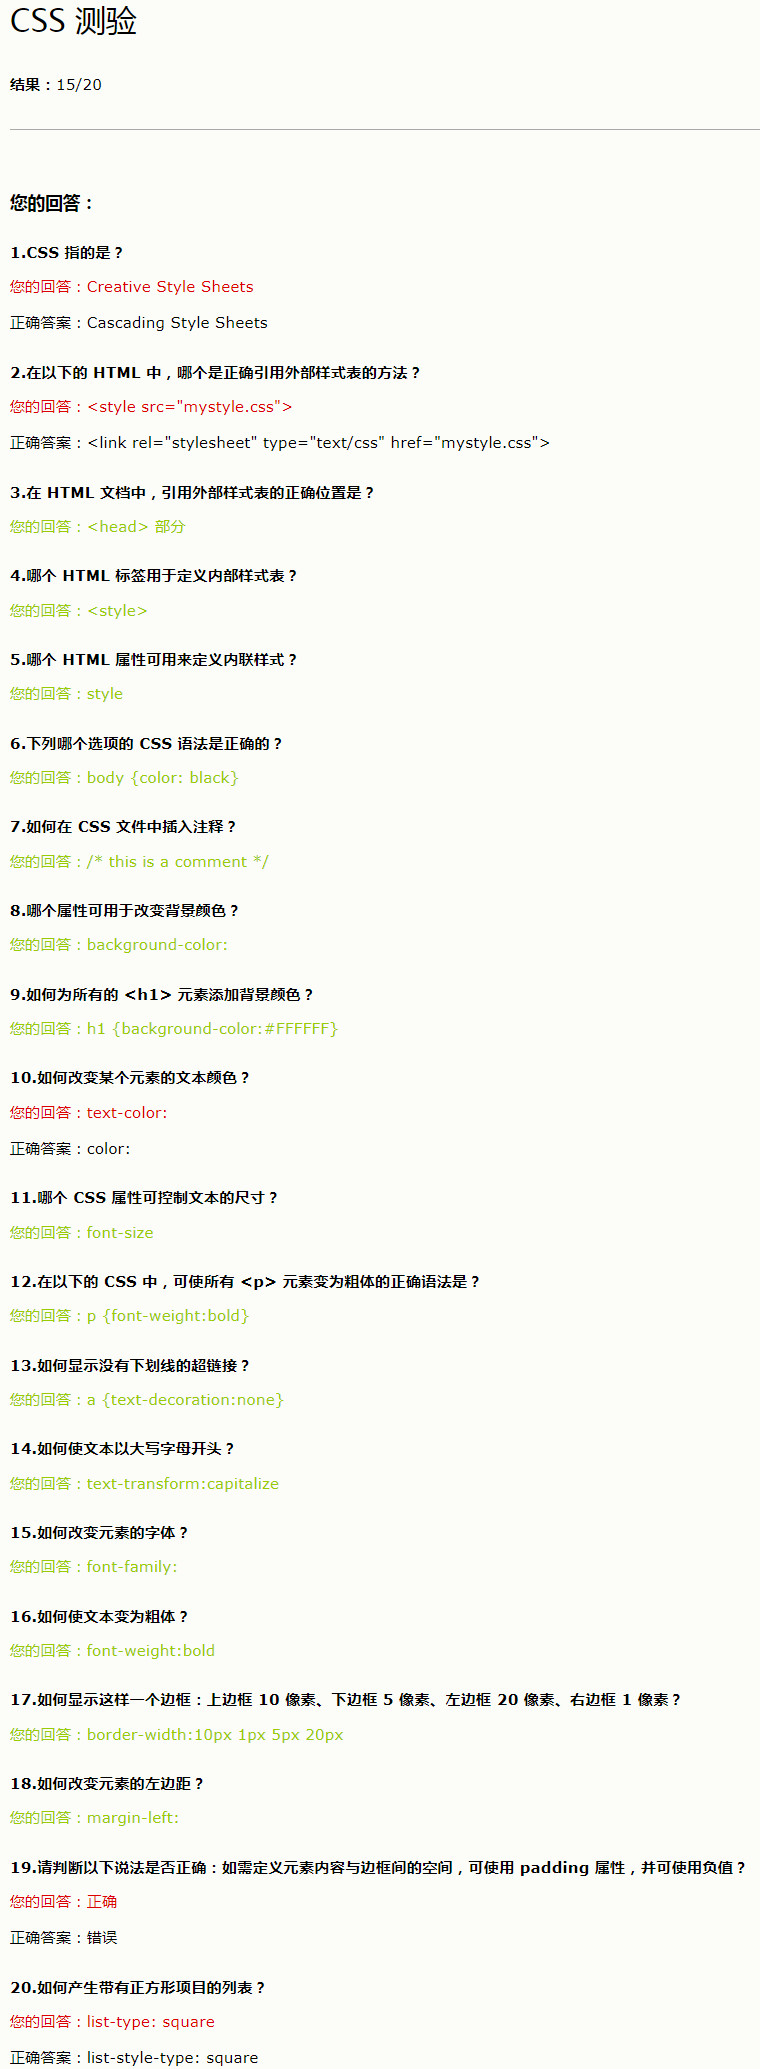 CSS 测验
结果：15/20
您的回答：
1.CSS 指的是？
您的回答：Creative Style Sheets
正确答案：Cascading Style Sheets
2.在以下的 HTML 中，哪个是正确引用外部样式表的方法？
您的回答：<style src="mystyle.css">
正确答案：<link rel="stylesheet" type="text/css" href="mystyle.css">
3.在 HTML 文档中，引用外部样式表的正确位置是？
您的回答：<head> 部分
4.哪个 HTML 标签用于定义内部样式表？
您的回答：<style>
5.哪个 HTML 属性可用来定义内联样式？
您的回答：style
6.下列哪个选项的 CSS 语法是正确的？
您的回答：body {color: black}
7.如何在 CSS 文件中插入注释？
您的回答：/* this is a comment */
8.哪个属性可用于改变背景颜色？
您的回答：background-color:
9.如何为所有的 <h1> 元素添加背景颜色？
您的回答：h1 {background-color:#FFFFFF}
10.如何改变某个元素的文本颜色？
您的回答：text-color:
正确答案：color:
11.哪个 CSS 属性可控制文本的尺寸？
您的回答：font-size
12.在以下的 CSS 中，可使所有 <p> 元素变为粗体的正确语法是？
您的回答：p {font-weight:bold}
13.如何显示没有下划线的超链接？
您的回答：a {text-decoration:none}
14.如何使文本以大写字母开头？
您的回答：text-transform:capitalize
15.如何改变元素的字体？
您的回答：font-family:
16.如何使文本变为粗体？
您的回答：font-weight:bold
17.如何显示这样一个边框：上边框 10 像素、下边框 5 像素、左边框 20 像素、右边框 1 像素？
您的回答：border-width:10px 1px 5px 20px
18.如何改变元素的左边距？
您的回答：margin-left:
19.请判断以下说法是否正确：如需定义元素内容与边框间的空间，可使用 padding 属性，并可使用负值？
您的回答：正确
正确答案：错误
20.如何产生带有正方形项目的列表？
您的回答：list-type: square
正确答案：list-style-type: square